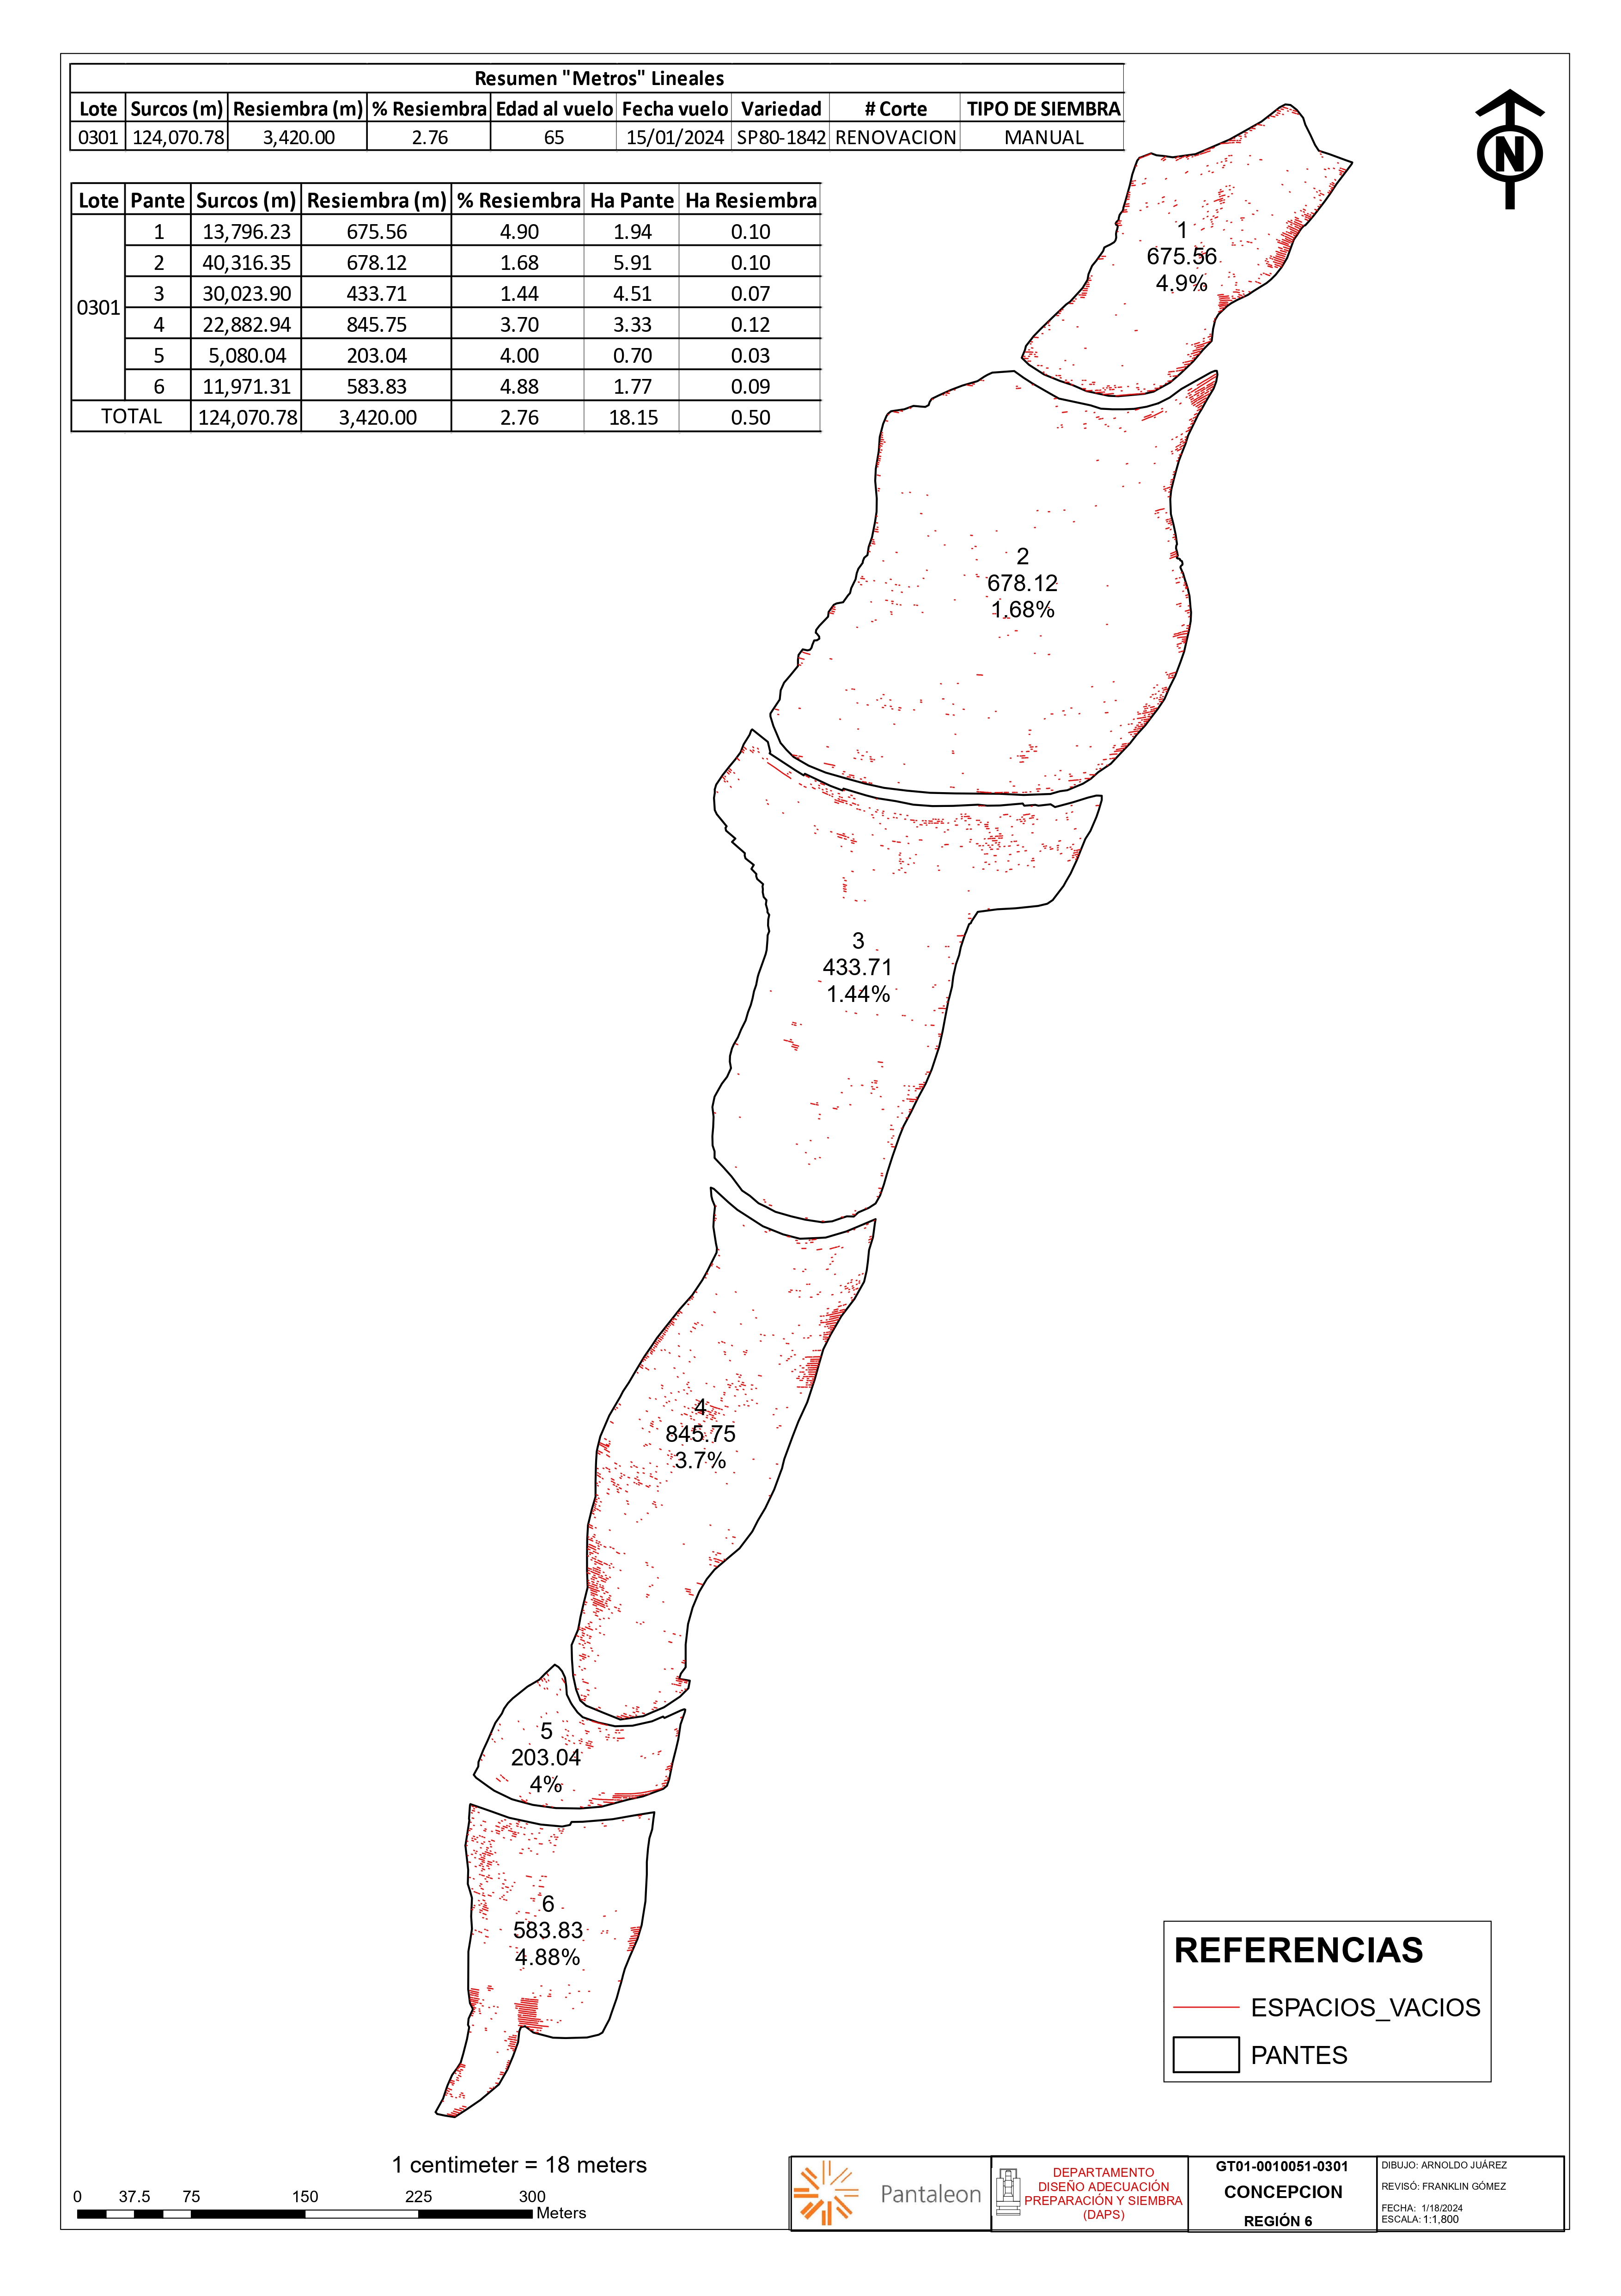 Resumen "Metros" Lineales
Lote Surcos (m) Resiembra (m) % Resiembra Edad al vuelo Fecha vuelo Variedad # Corte TIPO DE SIEMBRA
0301 124,070.78 3,420.00 2.76 65 15/01/2024 SP80-1842 RENOVACION MANUAL
Lote Pante Surcos (m) Resiembra (m) % Resiembra Ha Pante Ha Resiembra
0301
1 13,796.23 675.56 4.90 1.94 0.10
2 40,316.35 678.12 1.68 5.91 0.10
3 30,023.90 433.71 1.44 4.51 0.07
4 22,882.94 845.75 3.70 3.33 0.12
5 5,080.04 203.04 4.00 0.70 0.03
6 11,971.31 583.83 4.88 1.77 0.09
TOTAL 124,070.78 3,420.00 2.76 18.15 0.50
N
1
675.56
4.9%
2
678.12
1.68%
3
433.71
1.44%
4
845.75
3.7%
5
203.04
4%
6
583.83
4.88%
REFERENCIAS
ESPACIOS_VACIOS
PANTES
1 centimeter = 18 meters
0 37.5 75 150 225 300
Meters
Pantaleon
DEPARTAMENTO
DISEÑO ADECUACIÓN
PREPARACIÓN Y SIEMBRA
(DAPS)
GT01-0010051-0301
CONCEPCION
REGIÓN 6
DIBUJO: ARNOLDO JUÁREZ
REVISÓ: FRANKLIN GÓMEZ
FECHA: 1/18/2024
ESCALA: 1:1,800